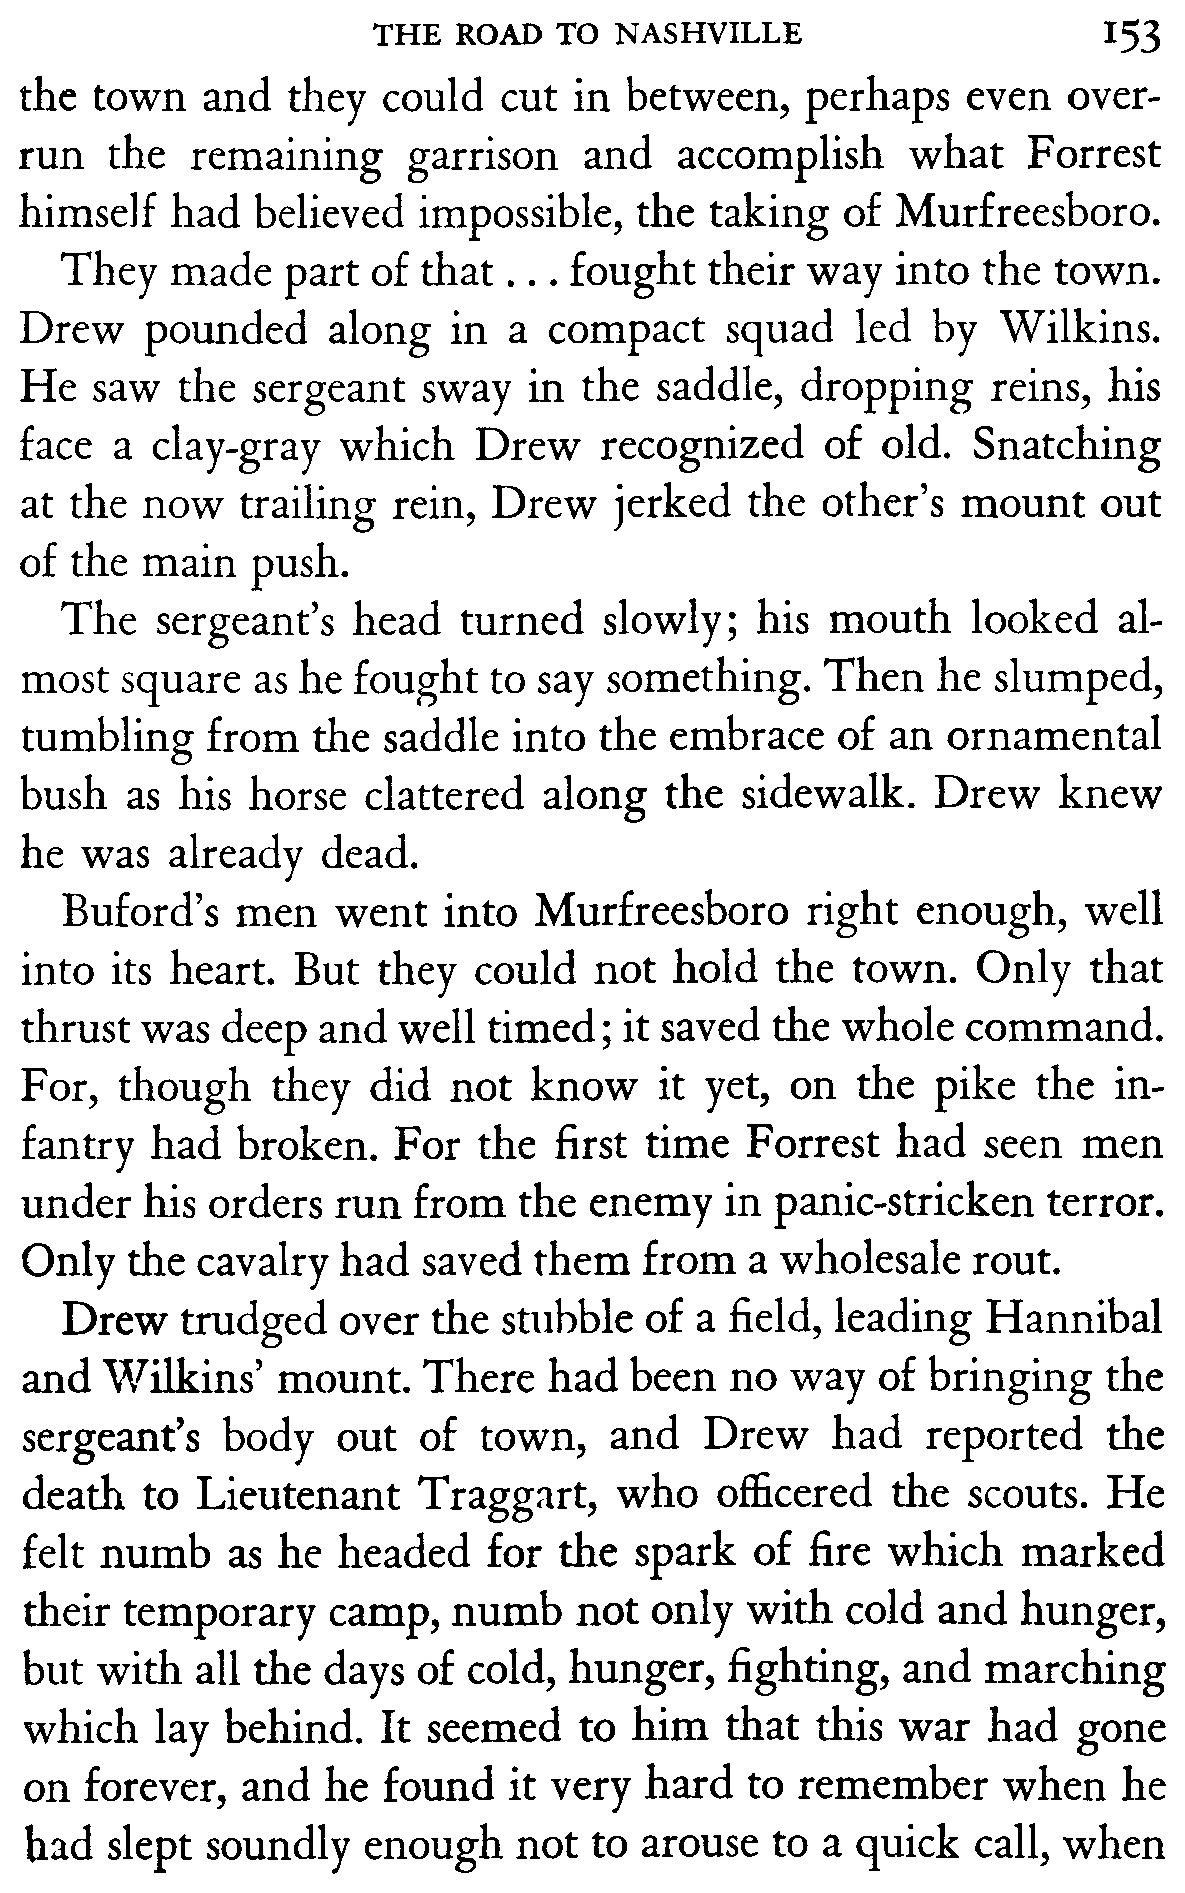 THE ROAD TO NASHVILLE 153
the town and they could cut in between, perhaps even over-
run the remaining garrison and accomplish what Forrest
himself had believed impossible, the taking of Murfreesboro.
They made part of that . . . fought their way into the town.
Drew pounded along in a compact squad led by Wilkins.
He saw the sergeant sway in the saddle, dropping reins, his
face a clay-gray which Drew recognized of old. Snatching
at the now trailing rein, Drew jerked the other's mount out
of the main push.
The sergeant's head turned slowly; his mouth looked al-
most square as he fought to say something. Then he slumped,
tumbling from the saddle into the embrace of an ornamental
bush as his horse clattered along the sidewalk. Drew knew
he was already dead.
Buford's men went into Murfreesboro right enough, well
into its heart. But they could not hold the town. Only that
thrust was deep and well timed; it saved the whole command.
For, though they did not know it yet, on the pike the in-
fantry had broken. For the first time Forrest had seen men
under his orders run from the enemy in panic-stricken terror.
Only the cavalry had saved them from a wholesale rout.
Drew trudged over the stubble of a field, leading Hannibal
and Wilkins' mount. There had been no way of bringing the
sergeant's body out of town, and Drew had reported the
death to Lieutenant Traggart, who officered the scouts. He
felt numb as he headed for the spark of fire which marked
their temporary camp, numb not only with cold and hunger,
but with all the days of cold, hunger, fighting, and marching
which lay behind. It seemed to him that this war had gone
on forever, and he found it very hard to remember when he
had slept soundly enough not to arouse to a quick call, when